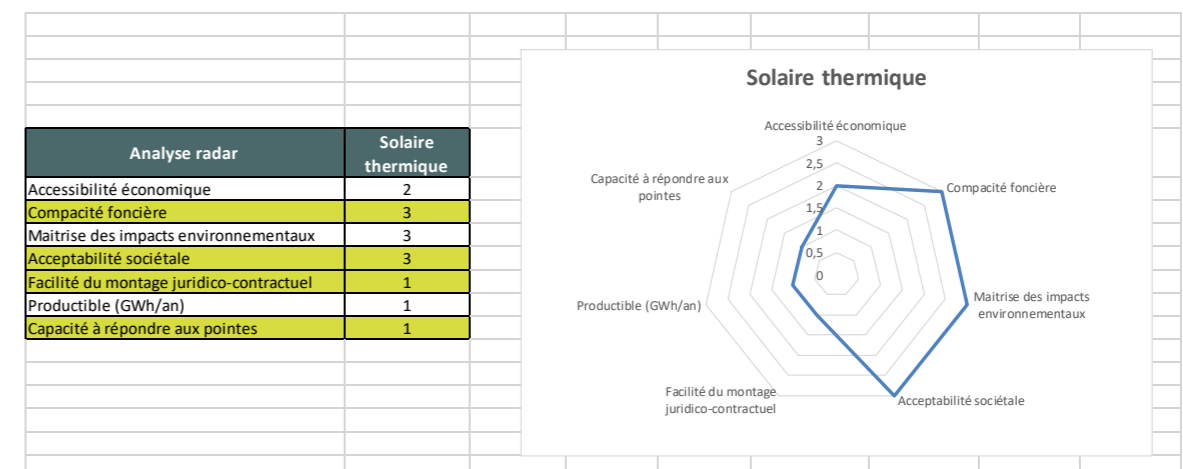 Analyse radar
Solaire
thermique
Accessibilité économique 2
Compacité foncière 3
Maitrise des impacts environnementaux 3
Acceptabilité sociétale 3
Facilité du montage juridico-contractuel 1
Productible (GWh/an) 1
Capacité à répondre aux pointes 1
Solaire thermique
Accessibilité économique
3
2,5
2
1,5
1
0,5
0
Compacité foncière
Maitrise des impacts
environnementaux
Acceptabilité sociétale
Facilité du montage
juridico-contractuel
Productible (GWh/an)
Capacité à répondre aux
pointes